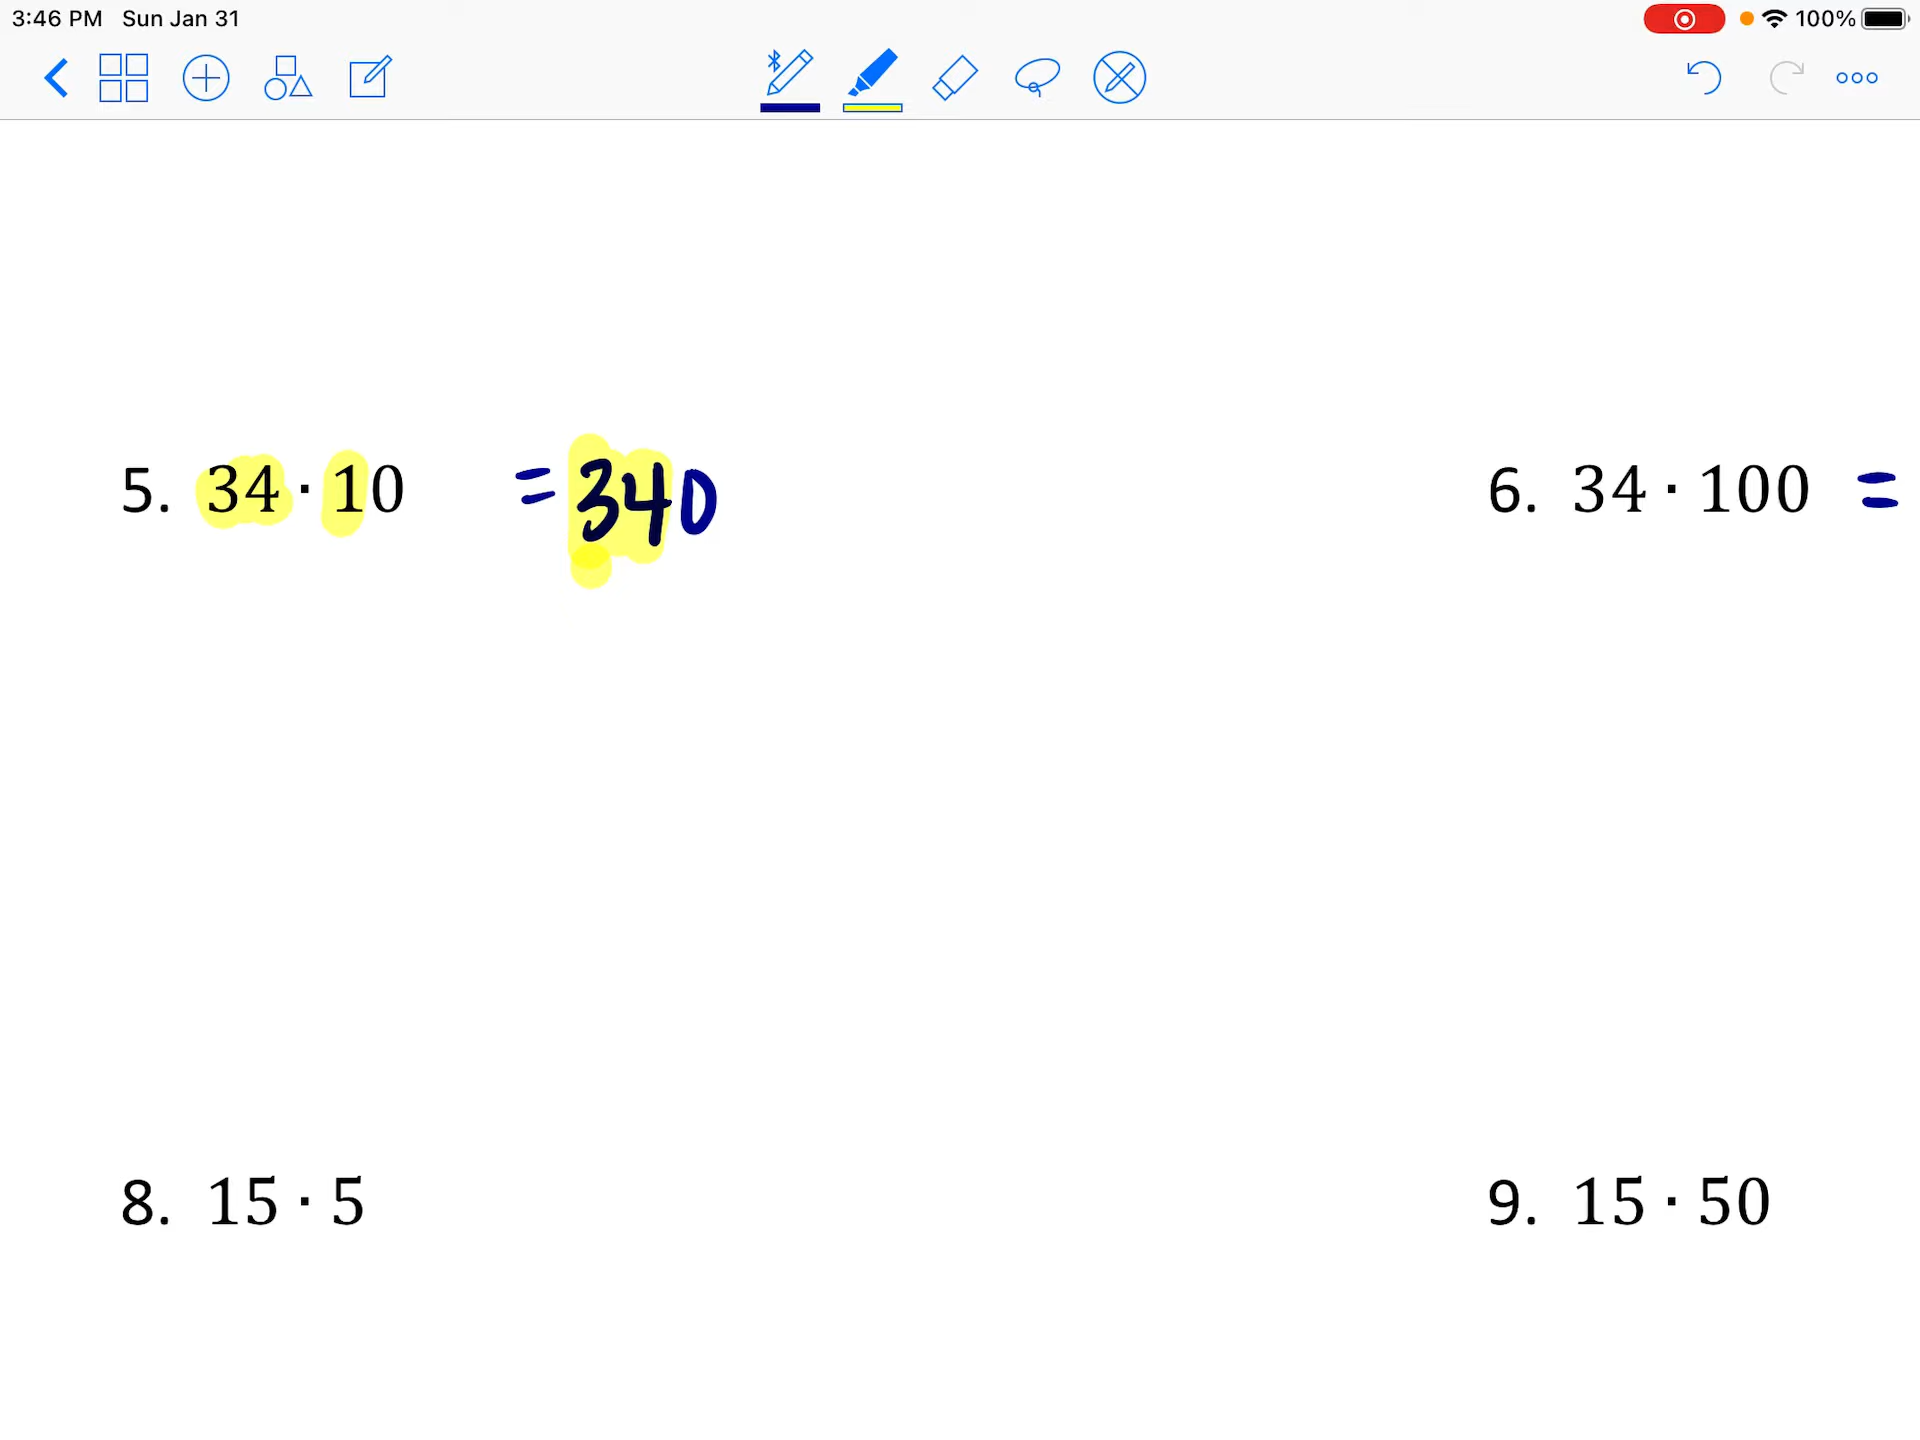 3:46 PM Sun Jan 31 100%
5. 34 · 10 = 340
6. 34 · 100 =
8. 15 · 5
9. 15 · 50